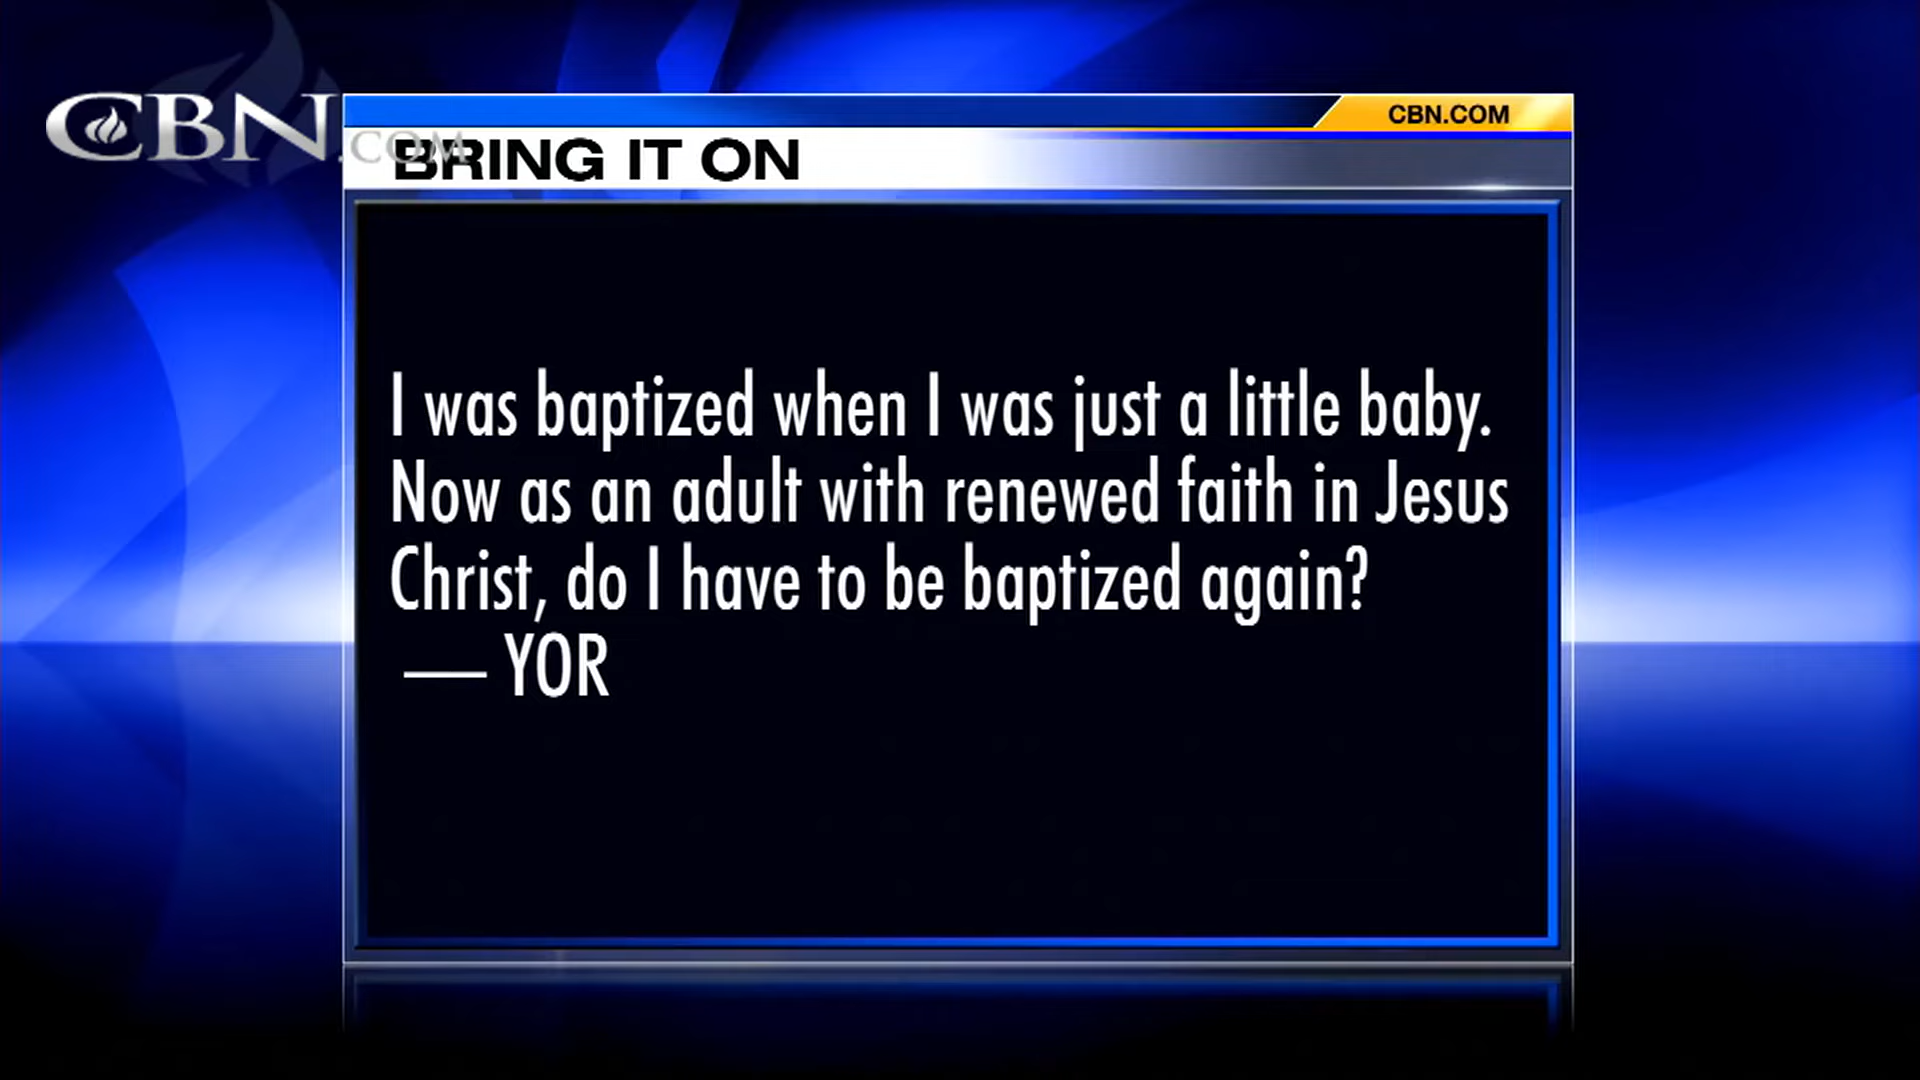 CBN.COM
CBN.COM
BRING IT ON
I was baptized when I was just a little baby.
Now as an adult with renewed faith in Jesus
Christ, do I have to be baptized again?
— YOR